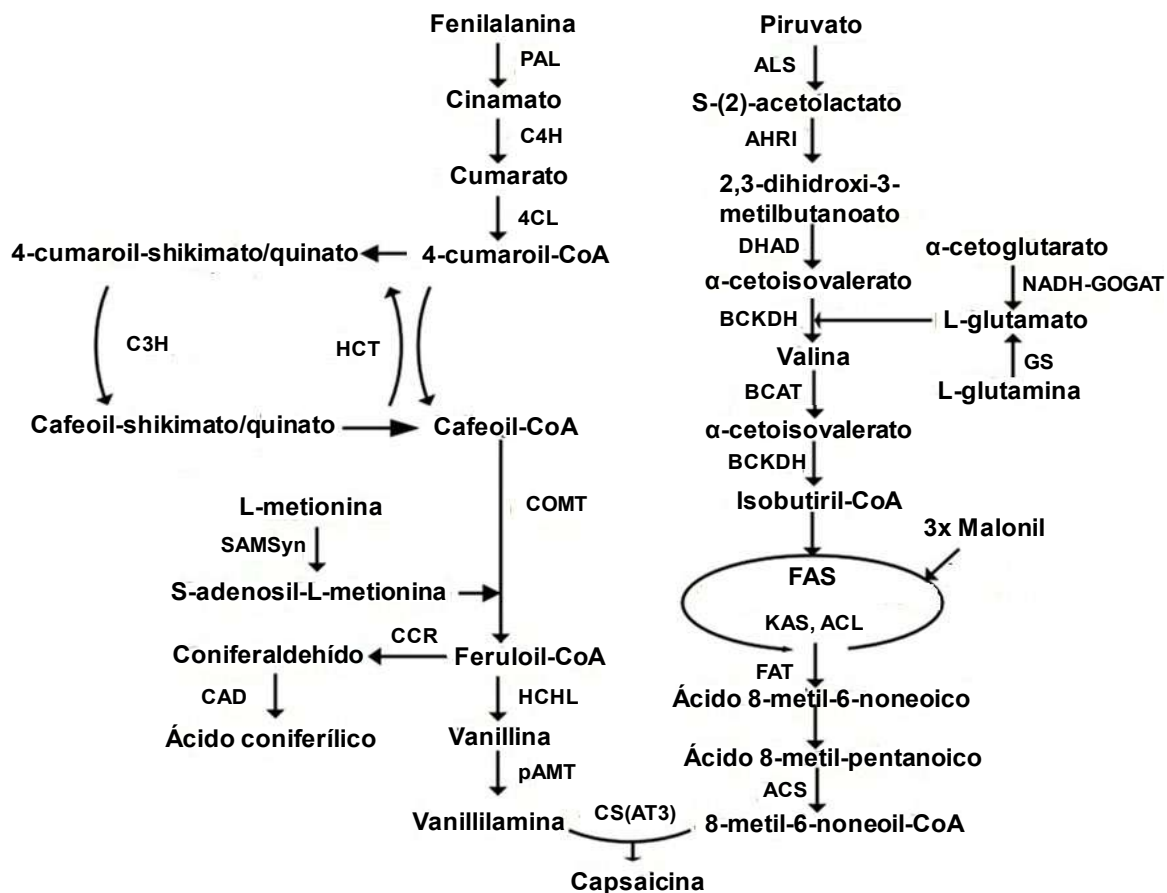 Fenilalanina
PAL
Cinamato
C4H
Cumarato
4CL
4-cumaroil-shikimato/quinato
4-cumaroil-CoA
C3H
HCT
Cafeoil-shikimato/quinato
Cafeoil-CoA
L-metionina
COMT
SAMSyn
S-adenosil-L-metionina
CCR
Coniferaldehído
Feruloil-CoA
CAD
HCHL
Ácido coniferílico
Vanillina
pAMT
Vanillilamina
Piruvato
ALS
S-(2)-acetolactato
AHRI
2,3-dihidroxi-3-
metilbutanoato
DHAD
α-cetoglutarato
α-cetoisovalerato
NADH-GOGAT
BCKDH
L-glutamato
Valina
GS
BCAT
L-glutamina
α-cetoisovalerato
BCKDH
Isobutiril-CoA
3x Malonil
FAS
KAS, ACL
FAT
Ácido 8-metil-6-noneoico
Ácido 8-metil-pentanoico
ACS
CS(AT3)
8-metil-6-noneoil-CoA
Capsaicina